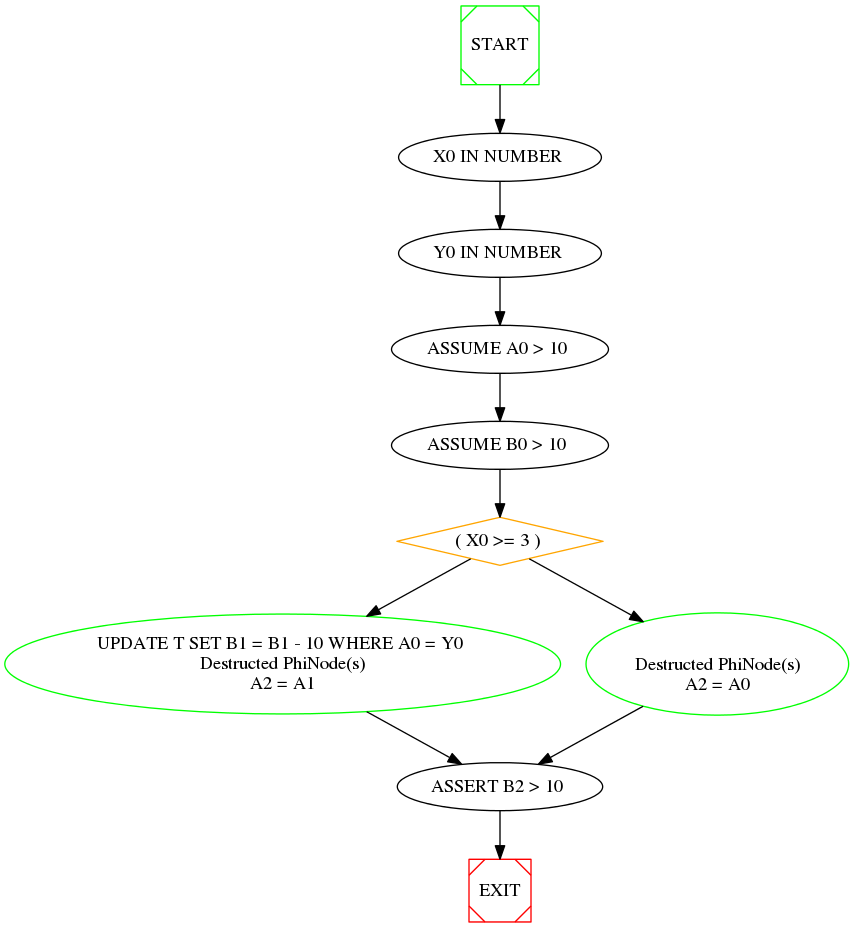 START
X0 IN NUMBER
Y0 IN NUMBER
ASSUME A0 > 10
ASSUME B0 > 10
( X0 >= 3 )
UPDATE T SET B1 = B1 - 10 WHERE A0 = Y0
Destructed PhiNode(s)
A2 = A1
Destructed PhiNode(s)
A2 = A0
ASSERT B2 > 10
EXIT